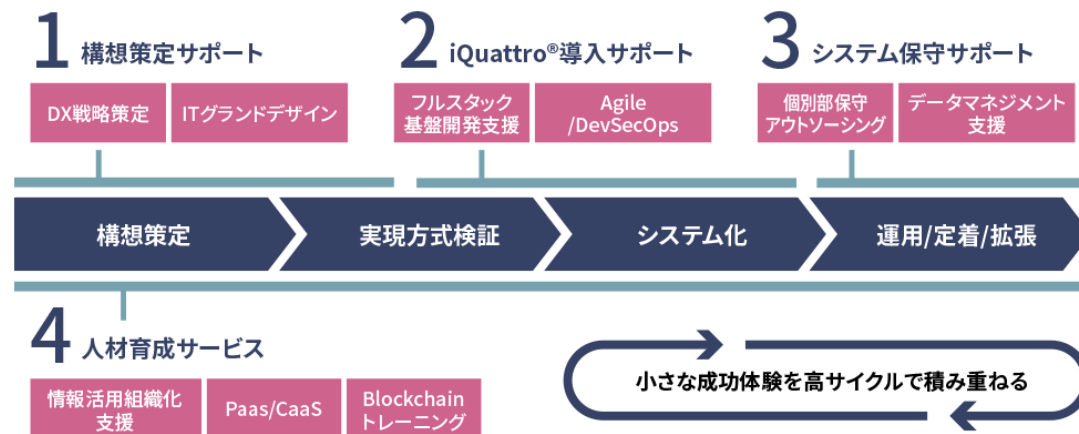 1 構想策定サポート
DX戦略策定
ITグランドデザイン
2 iQuattro®導入サポート
フルスタック
基盤開発支援
Agile
/DevSecOps
3 システム保守サポート
個別部保守
アウトソーシング
データマネジメント
支援
構想策定
実現方式検証
システム化
運用/定着/拡張
4 人材育成サービス
情報活用組織化
支援
Paas/CaaS
Blockchain
トレーニング
小さな成功体験を高サイクルで積み重ねる